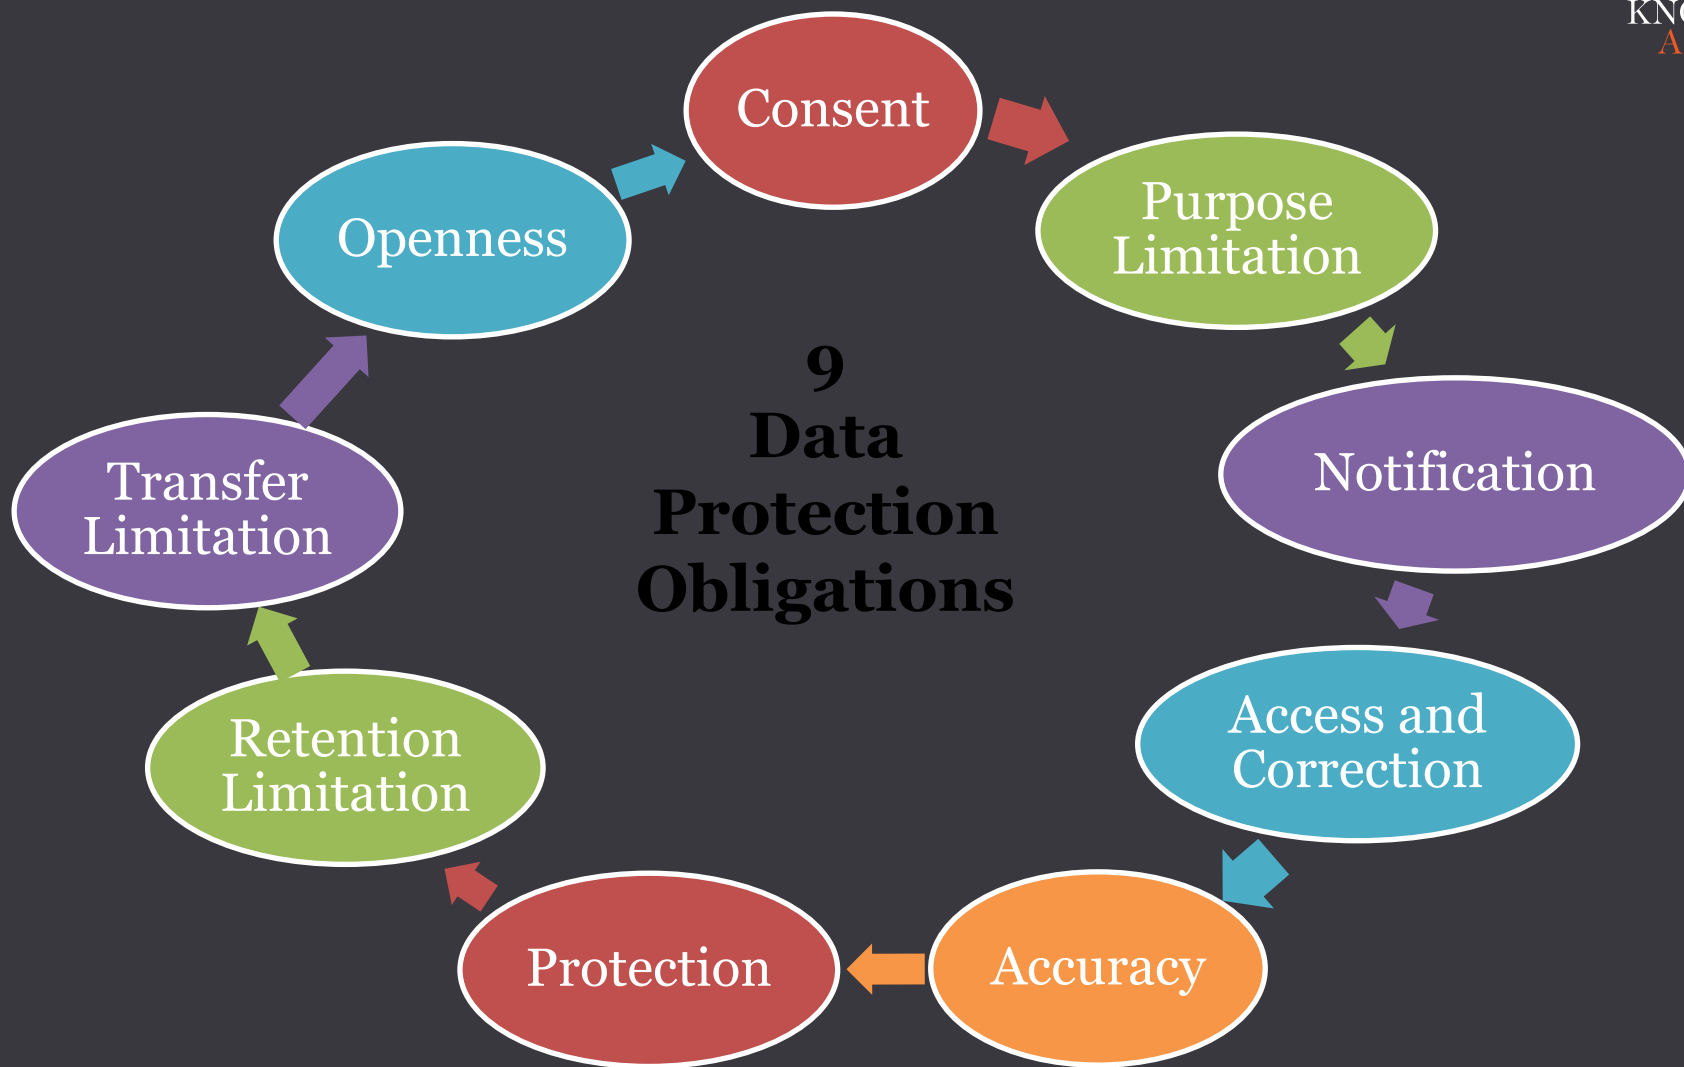 Consent
Purpose
Limitation
Notification
Access and
Correction
Accuracy
Protection
Retention
Limitation
Transfer
Limitation
Openness
9
Data
Protection
Obligations